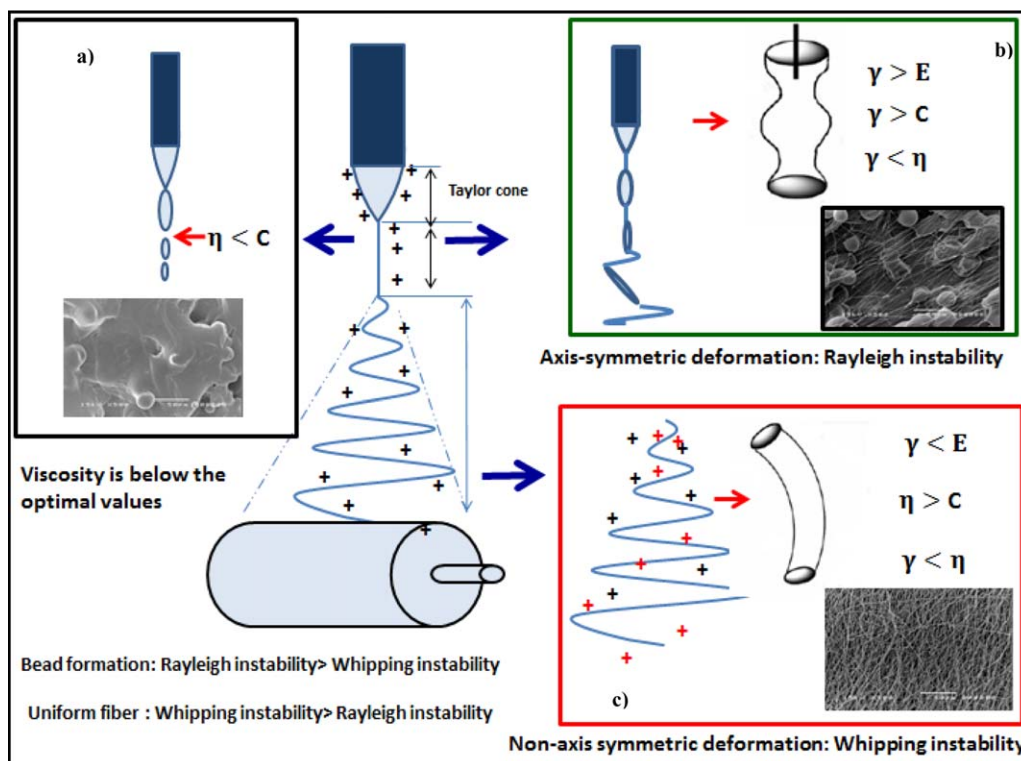 a)
η < C
Viscosity is below the
optimal values
Taylor cone
b)
γ > E
γ > C
γ < η
Axis-symmetric deformation: Rayleigh instability
γ < E
η > C
γ < η
c)
Non-axis symmetric deformation: Whipping instability
Bead formation: Rayleigh instability> Whipping instability
Uniform fiber : Whipping instability> Rayleigh instability